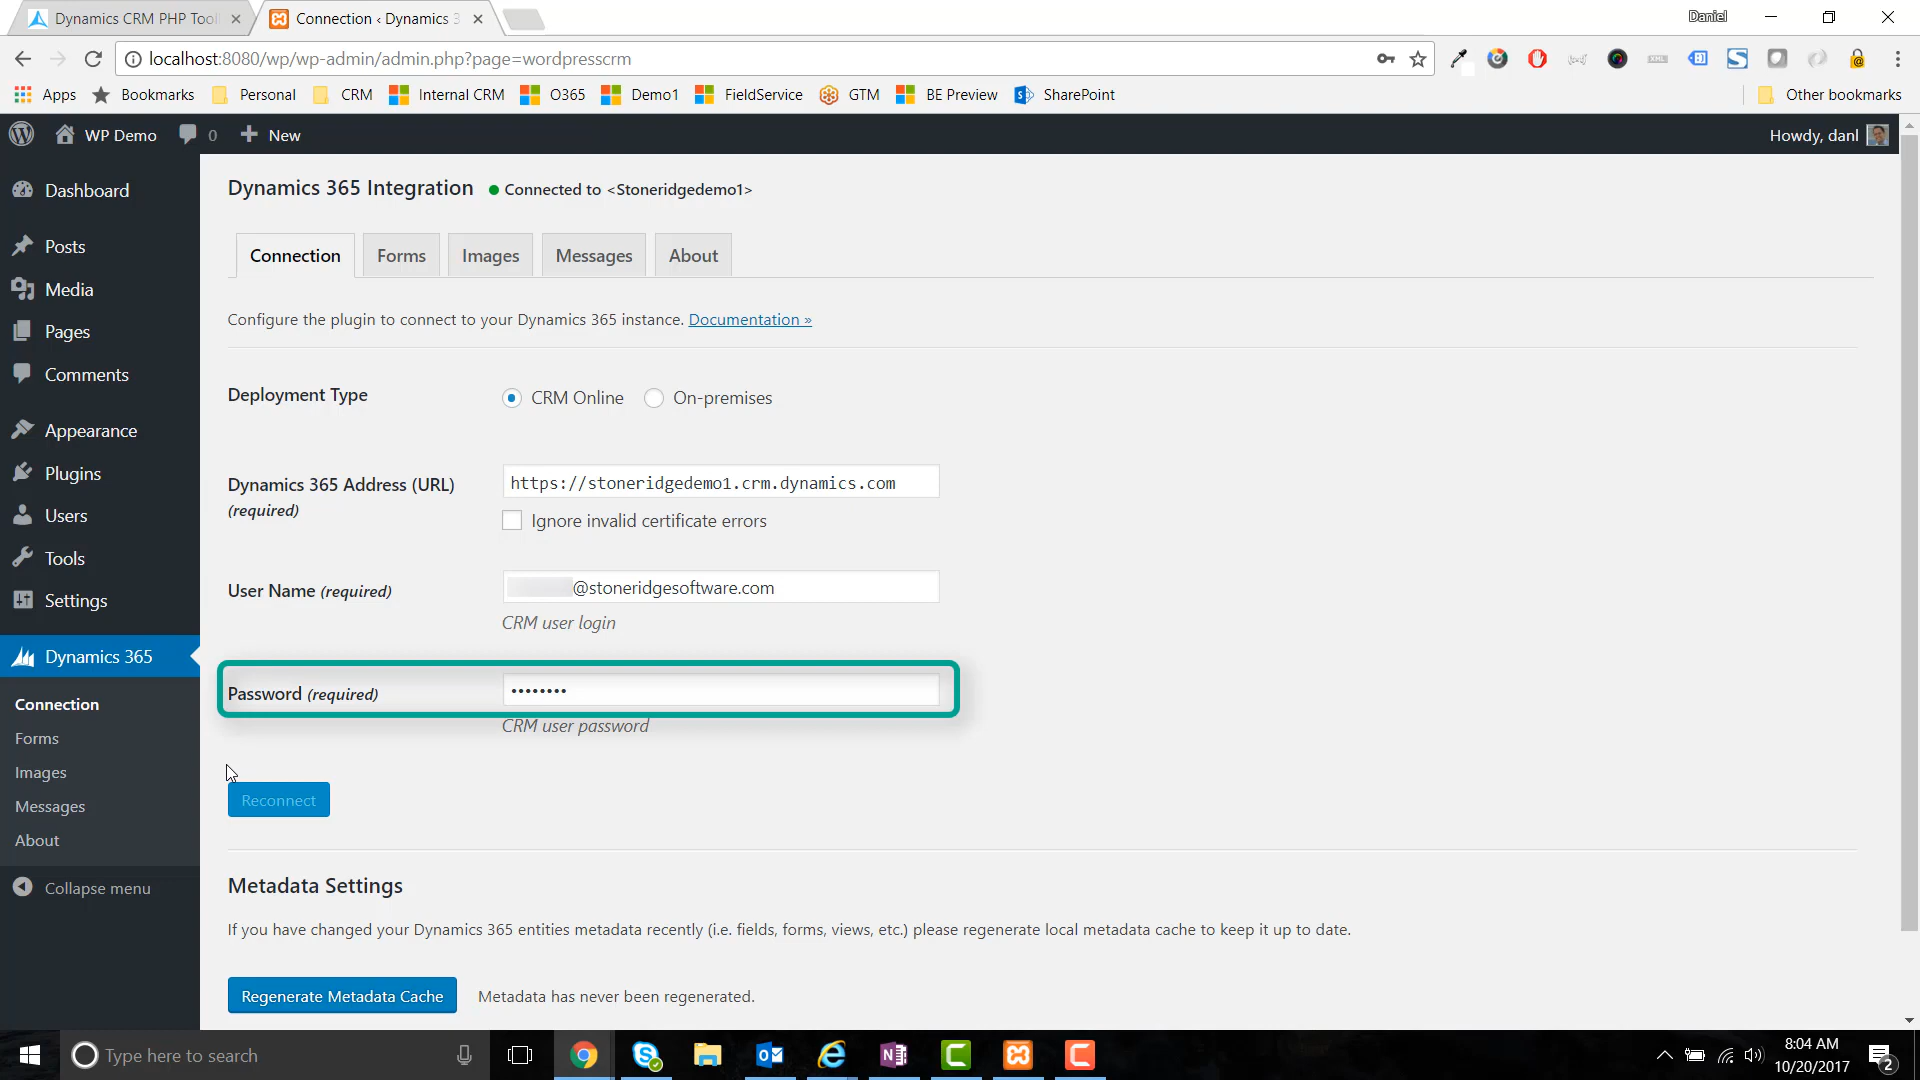 Dynamics CRM PHP Tool
Connection ‹ Dynamics 3
Daniel
localhost:8080/wp/wp-admin/admin.php?page=wordpresscrm
Apps Bookmarks Personal CRM Internal CRM O365 Demo1 FieldService GTM BE Preview SharePoint Other bookmarks
WP Demo 0 New Howdy, danl
Dashboard
Posts
Media
Pages
Comments
Appearance
Plugins
Users
Tools
Settings
Dynamics 365
Connection
Forms
Images
Messages
About
Collapse menu
Dynamics 365 Integration Connected to <Stoneridgedemo1>
Connection Forms Images Messages About
Configure the plugin to connect to your Dynamics 365 instance. Documentation »
Deployment Type CRM Online On-premises
Dynamics 365 Address (URL) https://stoneridgedemo1.crm.dynamics.com
(required)
Ignore invalid certificate errors
User Name (required) @stoneridgesoftware.com
CRM user login
Password (required) ••••••••
CRM user password
Reconnect
Metadata Settings
If you have changed your Dynamics 365 entities metadata recently (i.e. fields, forms, views, etc.) please regenerate local metadata cache to keep it up to date.
Regenerate Metadata Cache Metadata has never been regenerated.
Type here to search
8:04 AM
10/20/2017
2